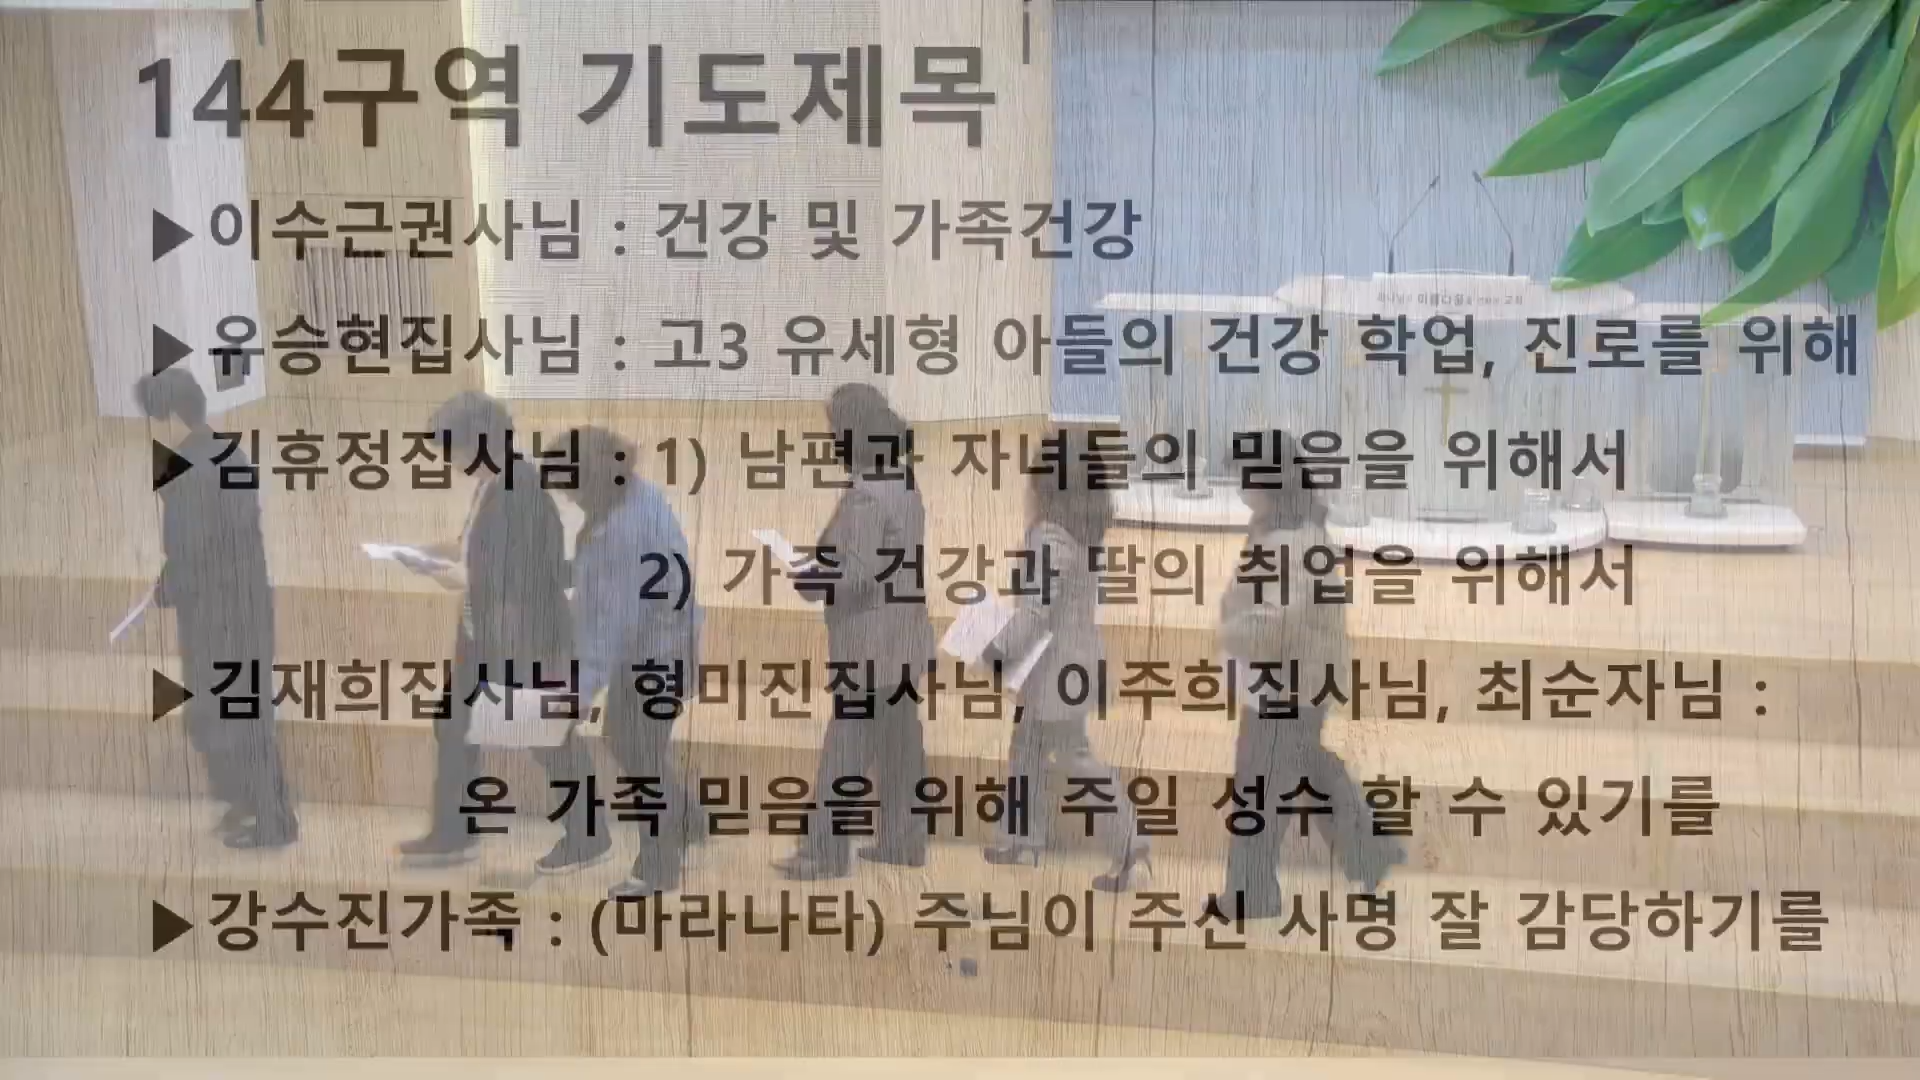 144구역 기도제목
▶이수근권사님 : 건강 및 가족건강
▶유승현집사님 : 고3 유세형 아들의 건강 학업, 진로를 위해
▶김휴정집사님 : 1) 남편과 자녀들의 믿음을 위해서
2) 가족 건강과 딸의 취업을 위해서
▶김재희집사님, 형미진집사님, 이주희집사님, 최순자님 :
온 가족 믿음을 위해 주일 성수 할 수 있기를
▶강수진가족 : (마라나타) 주님이 주신 사명 잘 감당하기를